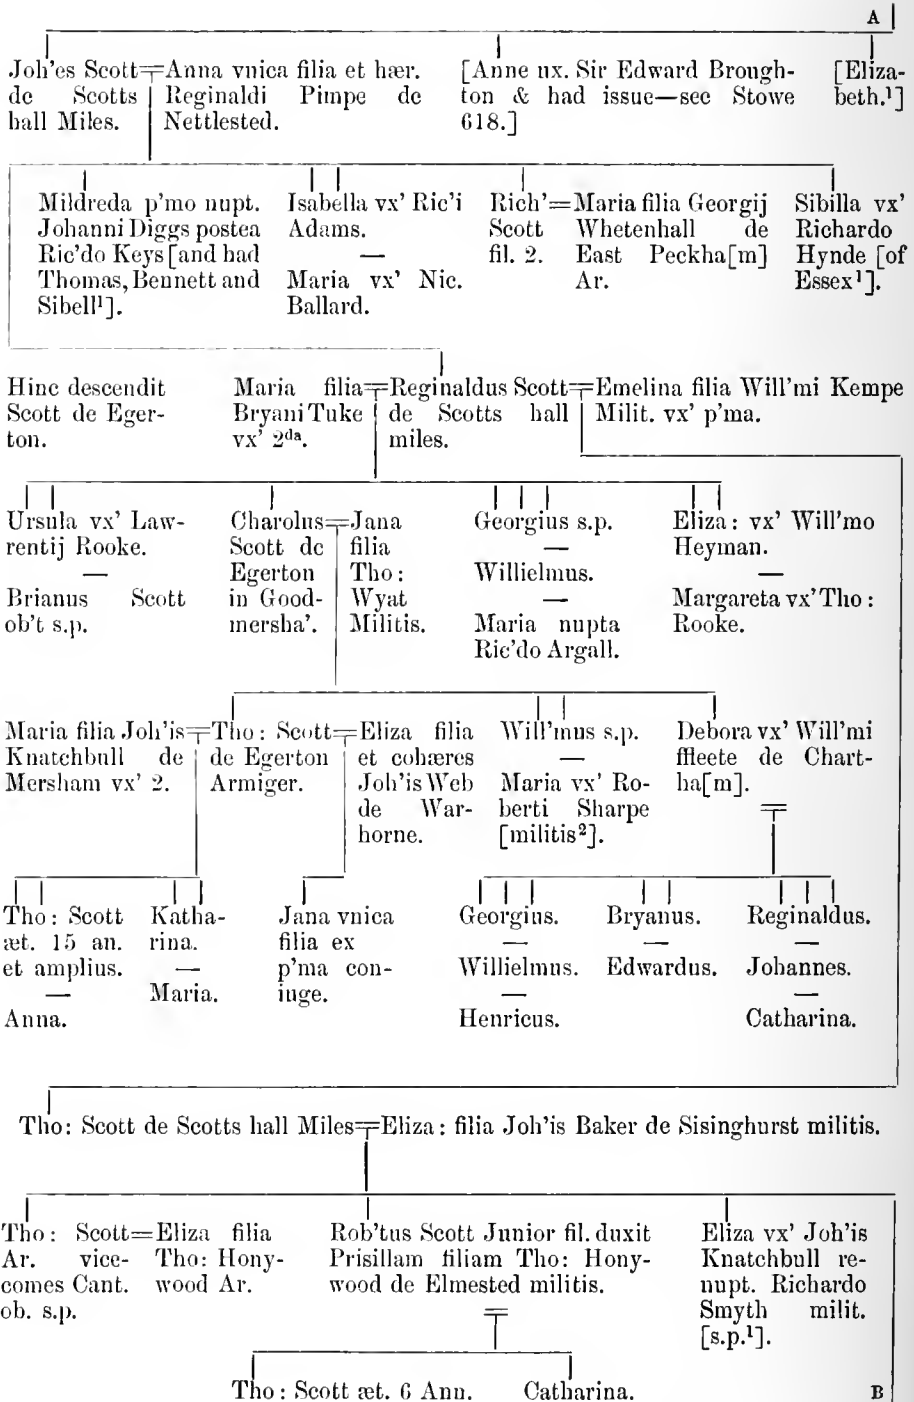 A
Joh'es Scott=Anna vnica filia et hær.
de Scotts Reginaldi Pimpe de
hall Miles. Nettlested.
[Anne ux. Sir Edward Brough-
ton & had issue—see Stowe
618.]
[Eliza-
beth.¹]
Mildreda p'mo nupt.
Johanni Diggs postea
Ric'do Keys [and had
Thomas, Bennett and
Sibell¹].
Isabella vx' Ric'i
Adams.
—
Maria vx' Nic.
Ballard.
Rich'=Maria filia Georgij
Scott Whetenhall de
fil. 2. East Peckha[m]
Ar.
Sibilla vx'
Richardo
Hynde [of
Essex¹].
Hinc descendit
Scott de Eger-
ton.
Maria filia=Reginaldus Scott=Emelina filia Will'mi Kempe
Bryani Tuke de Scotts hall Milit. vx' p'ma.
vx' 2ᵈᵃ. miles.
Ursula vx' Law-
rentij Rooke.
—
Brianus Scott
ob't s.p.
Charolus=Jana
Scott de filia
Egerton Tho:
in Good- Wyat
mersha'. Militis.
Georgius s.p.
—
Willielmus.
—
Maria nupta
Ric'do Argall.
Eliza: vx' Will'mo
Heyman.
—
Margareta vx' Tho:
Rooke.
Maria filia Joh'is=Tho: Scott=Eliza filia
Knatchbull de de Egerton et cohæres
Mersham vx' 2. Armiger. Joh'is Web
de War-
horne.
Will'mus s.p.
—
Maria vx' Ro-
berti Sharpe
[militis²].
Debora vx' Will'mi
ffleete de Chart-
ha[m].
Tho: Scott
æt. 15 an.
et amplius.
—
Anna.
Katha-
rina.
—
Maria.
Jana vnica
filia ex
p'ma con-
iuge.
Georgius.
—
Willielmus.
—
Henricus.
Bryanus.
—
Edwardus.
Reginaldus.
—
Johannes.
—
Catharina.
Tho: Scott de Scotts hall Miles=Eliza: filia Joh'is Baker de Sisinghurst militis.
Tho: Scott=Eliza filia
Ar. vice- Tho: Hony-
comes Cant. wood Ar.
ob. s.p.
Rob'tus Scott Junior fil. duxit
Prisillam filiam Tho: Hony-
wood de Elmested militis.
Eliza vx' Joh'is
Knatchbull re-
nupt. Richardo
Smyth milit.
[s.p.¹].
Tho: Scott æt. 6 Ann.
Catharina.
B